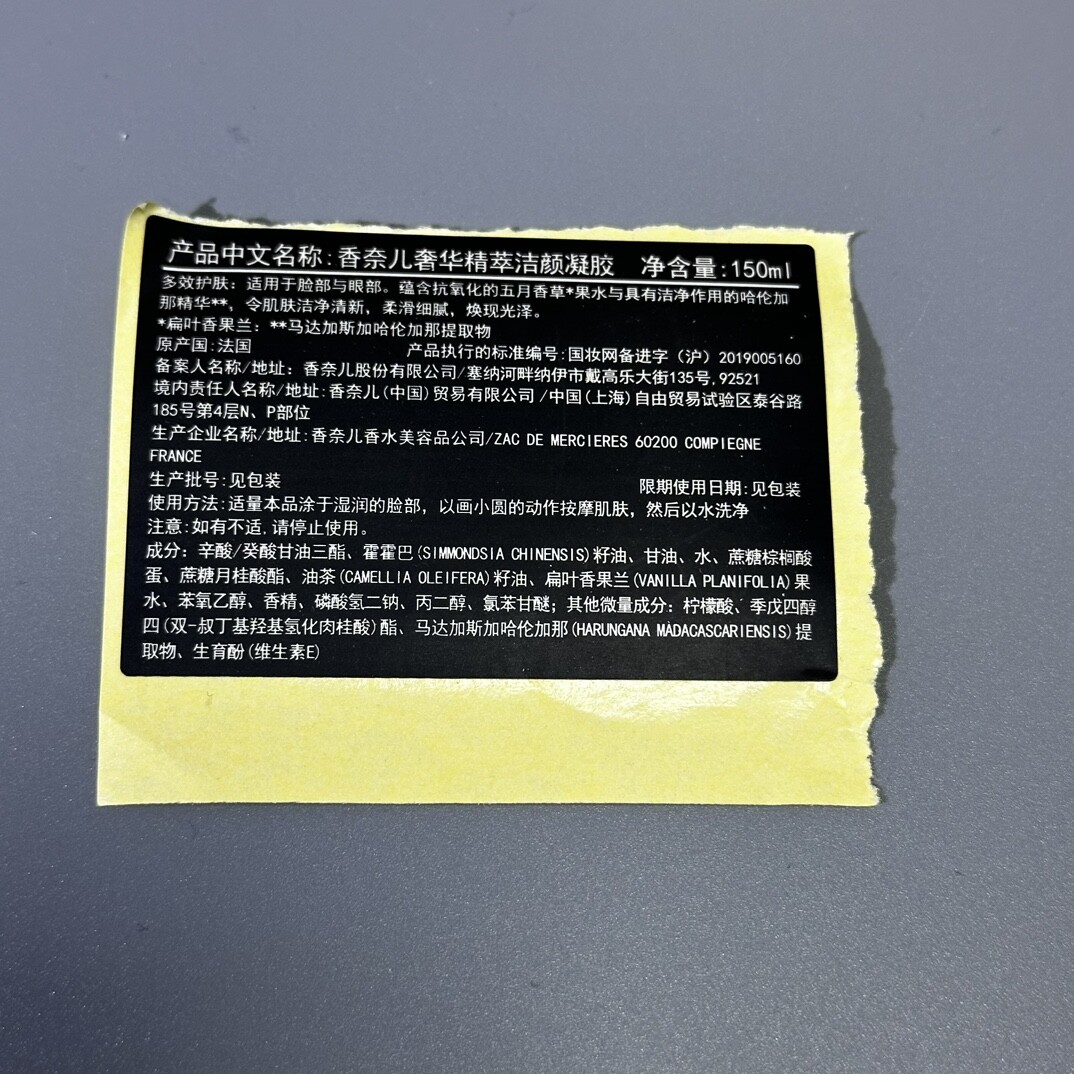 产品中文名称:香奈儿奢华精萃洁颜凝胶 净含量:150ml
多效护肤: 适用于脸部与眼部。蕴含抗氧化的五月香草*果水与具有洁净作用的哈伦加
那精华**, 令肌肤洁净清新, 柔滑细腻, 焕现光泽。
*扁叶香果兰: **马达加斯加哈伦加那提取物
原产国:法国 产品执行的标准编号:国妆网备进字 (沪) 2019005160
备案人名称/地址: 香奈儿股份有限公司/塞纳河畔纳伊市戴高乐大街135号,92521
境内责任人名称/地址:香奈儿(中国)贸易有限公司 /中国(上海)自由贸易试验区泰谷路
185号第4层N、P部位
生产企业名称/地址:香奈儿香水美容品公司/ZAC DE MERCIERES 60200 COMPIEGNE
FRANCE
生产批号:见包装 限期使用日期:见包装
使用方法:适量本品涂于湿润的脸部, 以画小圆的动作按摩肌肤, 然后以水洗净
注意:如有不适,请停止使用。
成分: 辛酸/癸酸甘油三酯、霍霍巴(SIMMONDSIA CHINENSIS)籽油、甘油、水、蔗糖棕榈酸
蛋、蔗糖月桂酸酯、油茶(CAMELLIA OLEIFERA)籽油、扁叶香果兰(VANILLA PLANIFOLIA)果
水、苯氧乙醇、香精、磷酸氢二钠、丙二醇、氯苯甘醚; 其他微量成分: 柠檬酸、季戊四醇
四(双-叔丁基羟基氢化肉桂酸)酯、马达加斯加哈伦加那(HARUNGANA MADACASCARIENSIS)提
取物、生育酚(维生素E)